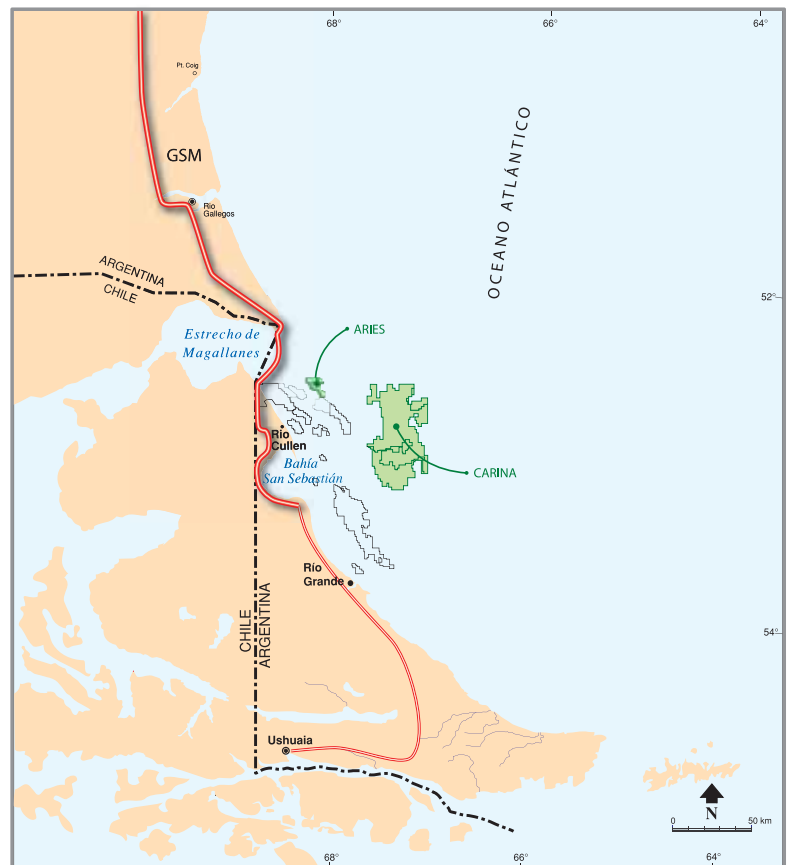 68°
66°
64°
Pt. Coig
GSM
Río
Gallegos
OCEANO ATLÁNTICO
ARGENTINA
CHILE
52°
Estrecho de
Magallanes
ARIES
Río
Cullen
Bahía
San Sebastián
CARINA
Río
Grande
CHILE
ARGENTINA
54°
Ushuaia
N
0
50 km
68°
66°
64°